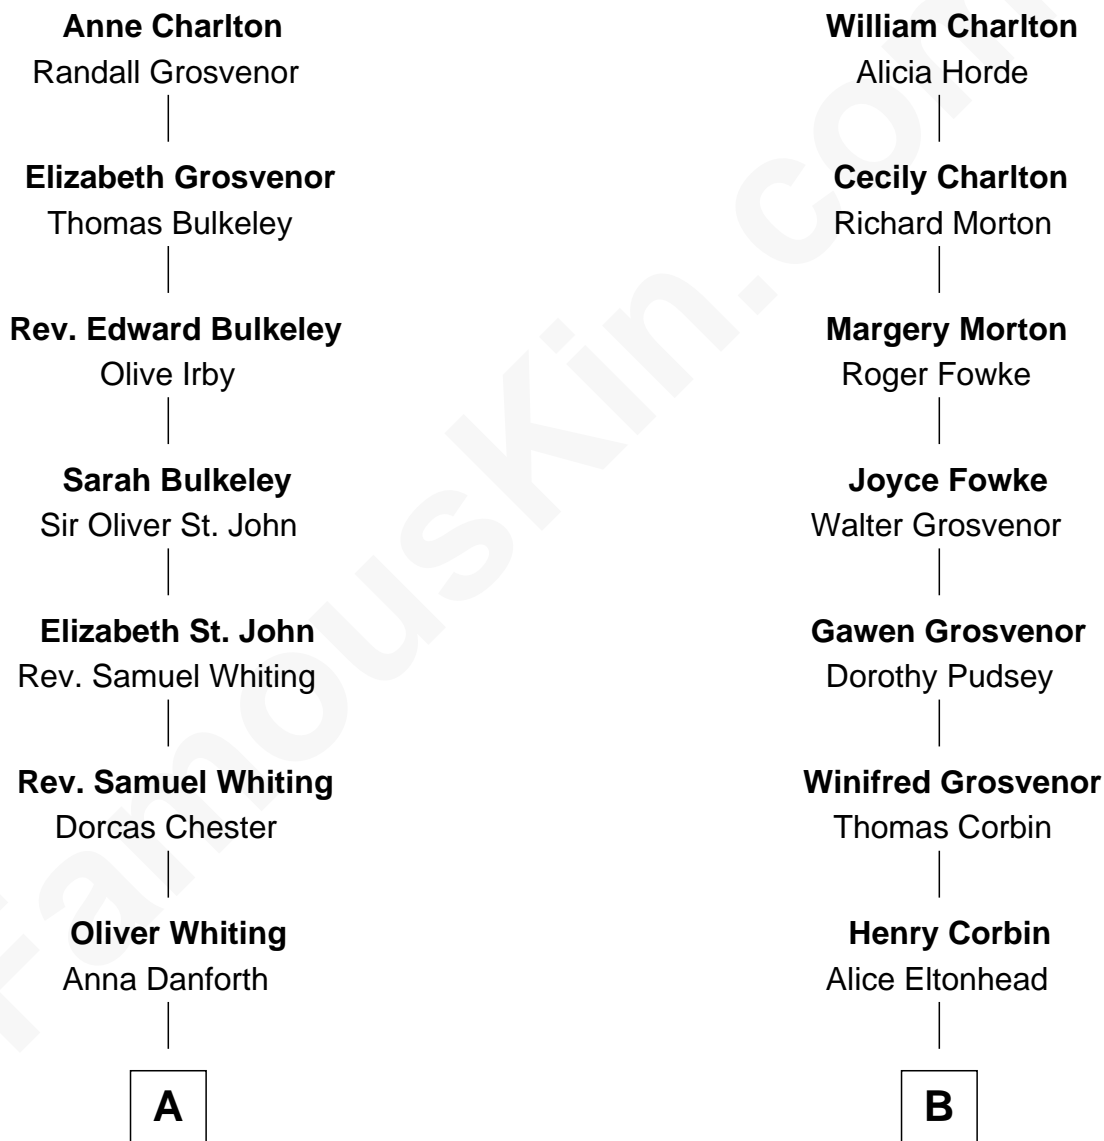 Anne Charlton
Randall Grosvenor
Elizabeth Grosvenor
Thomas Bulkeley
Rev. Edward Bulkeley
Olive Irby
Sarah Bulkeley
Sir Oliver St. John
Elizabeth St. John
Rev. Samuel Whiting
Rev. Samuel Whiting
Dorcas Chester
Oliver Whiting
Anna Danforth
A
William Charlton
Alicia Horde
Cecily Charlton
Richard Morton
Margery Morton
Roger Fowke
Joyce Fowke
Walter Grosvenor
Gawen Grosvenor
Dorothy Pudsey
Winifred Grosvenor
Thomas Corbin
Henry Corbin
Alice Eltonhead
B
FamousKin.com